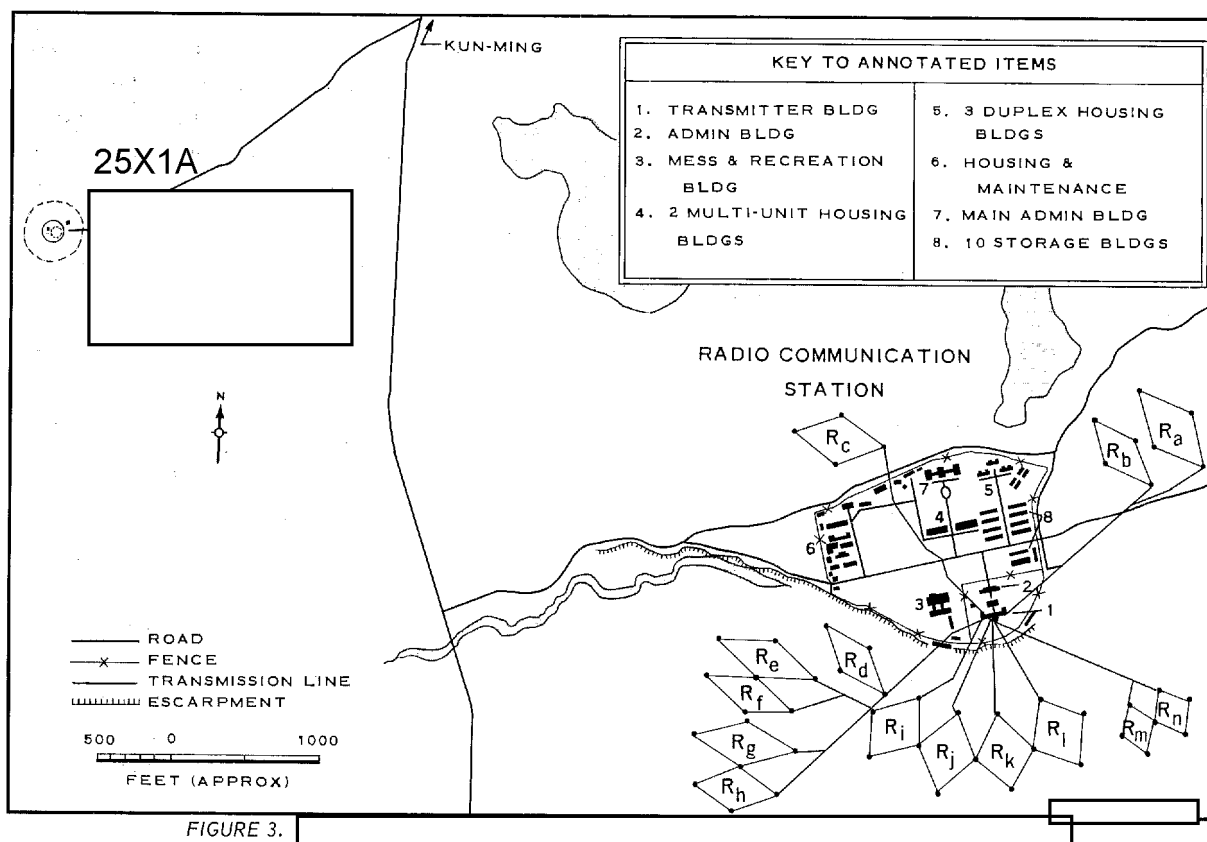 KUN-MING
25X1A
KEY TO ANNOTATED ITEMS
1. TRANSMITTER BLDG
2. ADMIN BLDG
3. MESS & RECREATION
BLDG
4. 2 MULTI-UNIT HOUSING
BLDGS
5. 3 DUPLEX HOUSING
BLDGS
6. HOUSING &
MAINTENANCE
7. MAIN ADMIN BLDG
8. 10 STORAGE BLDGS
N
RADIO COMMUNICATION
STATION
Ra
Rb
Rc
7
5
4
8
6
2
3
1
Re
Rd
Rf
Ri
Rn
Rl
Rm
Rg
Rj
Rk
Rh
ROAD
FENCE
TRANSMISSION LINE
ESCARPMENT
500 0 1000
FEET (APPROX)
FIGURE 3.